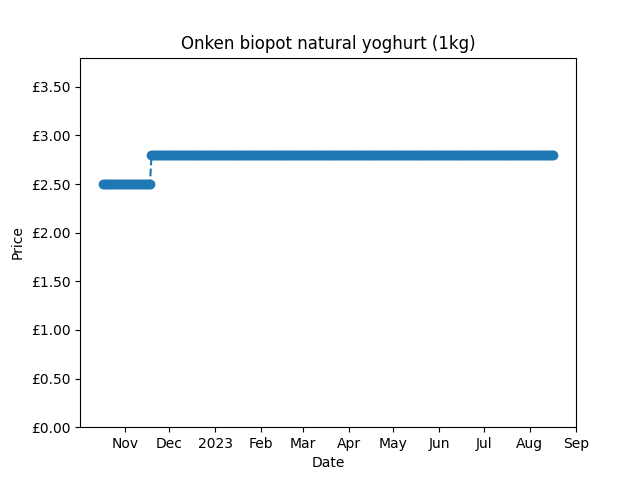 Onken biopot natural yoghurt (1kg)
£3.50
£3.00
£2.50
£2.00
£1.50
£1.00
£0.50
£0.00
Price
Nov Dec 2023 Feb Mar Apr May Jun Jul Aug Sep
Date